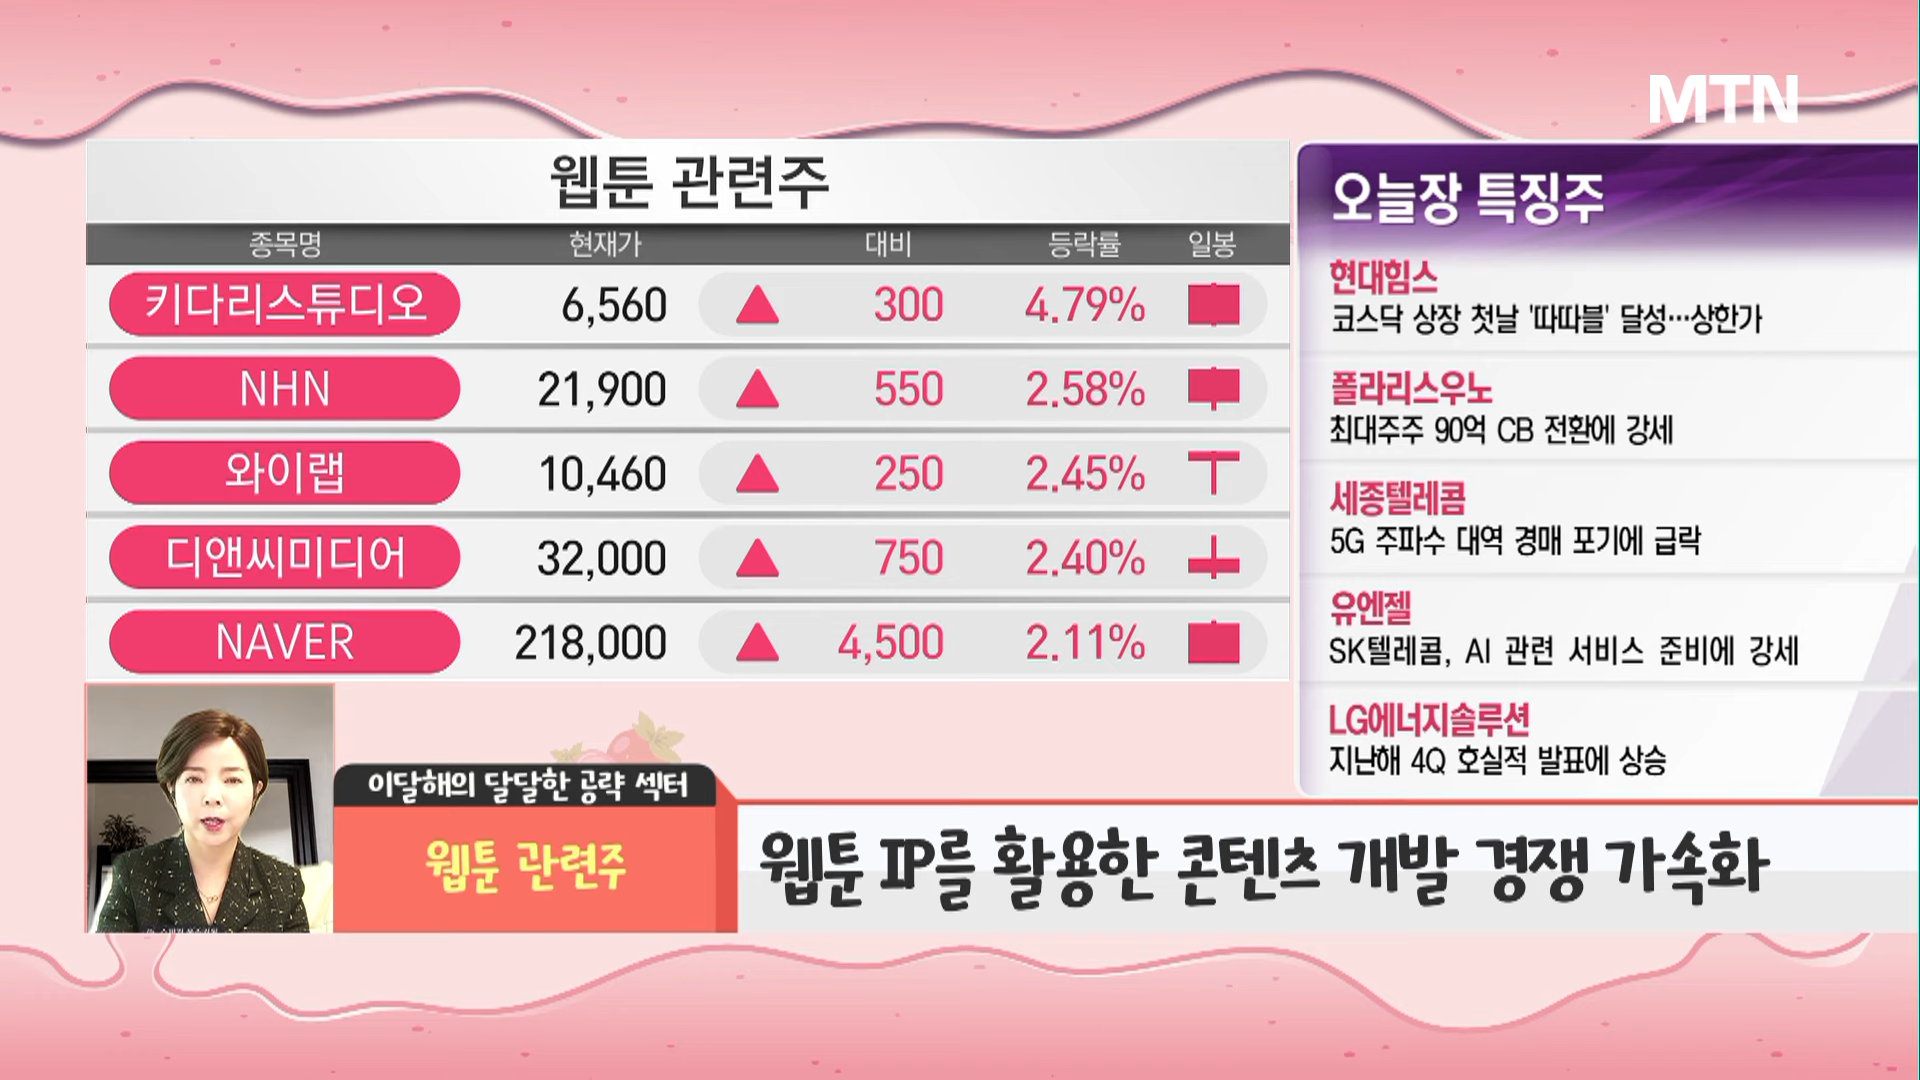 MTN
웹툰 관련주
종목명 현재가 대비 등락률 일봉
키다리스튜디오 6,560 ▲ 300 4.79%
NHN 21,900 ▲ 550 2.58%
와이랩 10,460 ▲ 250 2.45%
디앤씨미디어 32,000 ▲ 750 2.40%
NAVER 218,000 ▲ 4,500 2.11%
오늘장 특징주
현대힘스
코스닥 상장 첫날 '따따블' 달성…상한가
폴라리스우노
최대주주 90억 CB 전환에 강세
세종텔레콤
5G 주파수 대역 경매 포기에 급락
유엔젤
SK텔레콤, AI 관련 서비스 준비에 강세
LG에너지솔루션
지난해 4Q 호실적 발표에 상승
이달해의 달달한 공략 섹터
웹툰 관련주
웹툰 IP를 활용한 콘텐츠 개발 경쟁 가속화